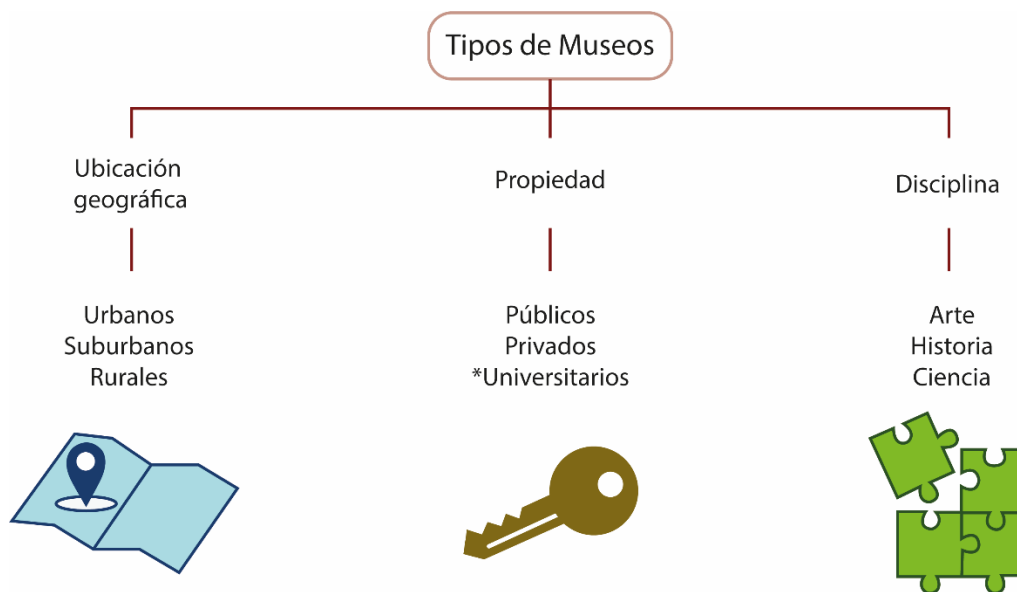 Tipos de Museos
Ubicación
geográfica
Propiedad
Disciplina
Urbanos
Suburbanos
Rurales
Públicos
Privados
*Universitarios
Arte
Historia
Ciencia